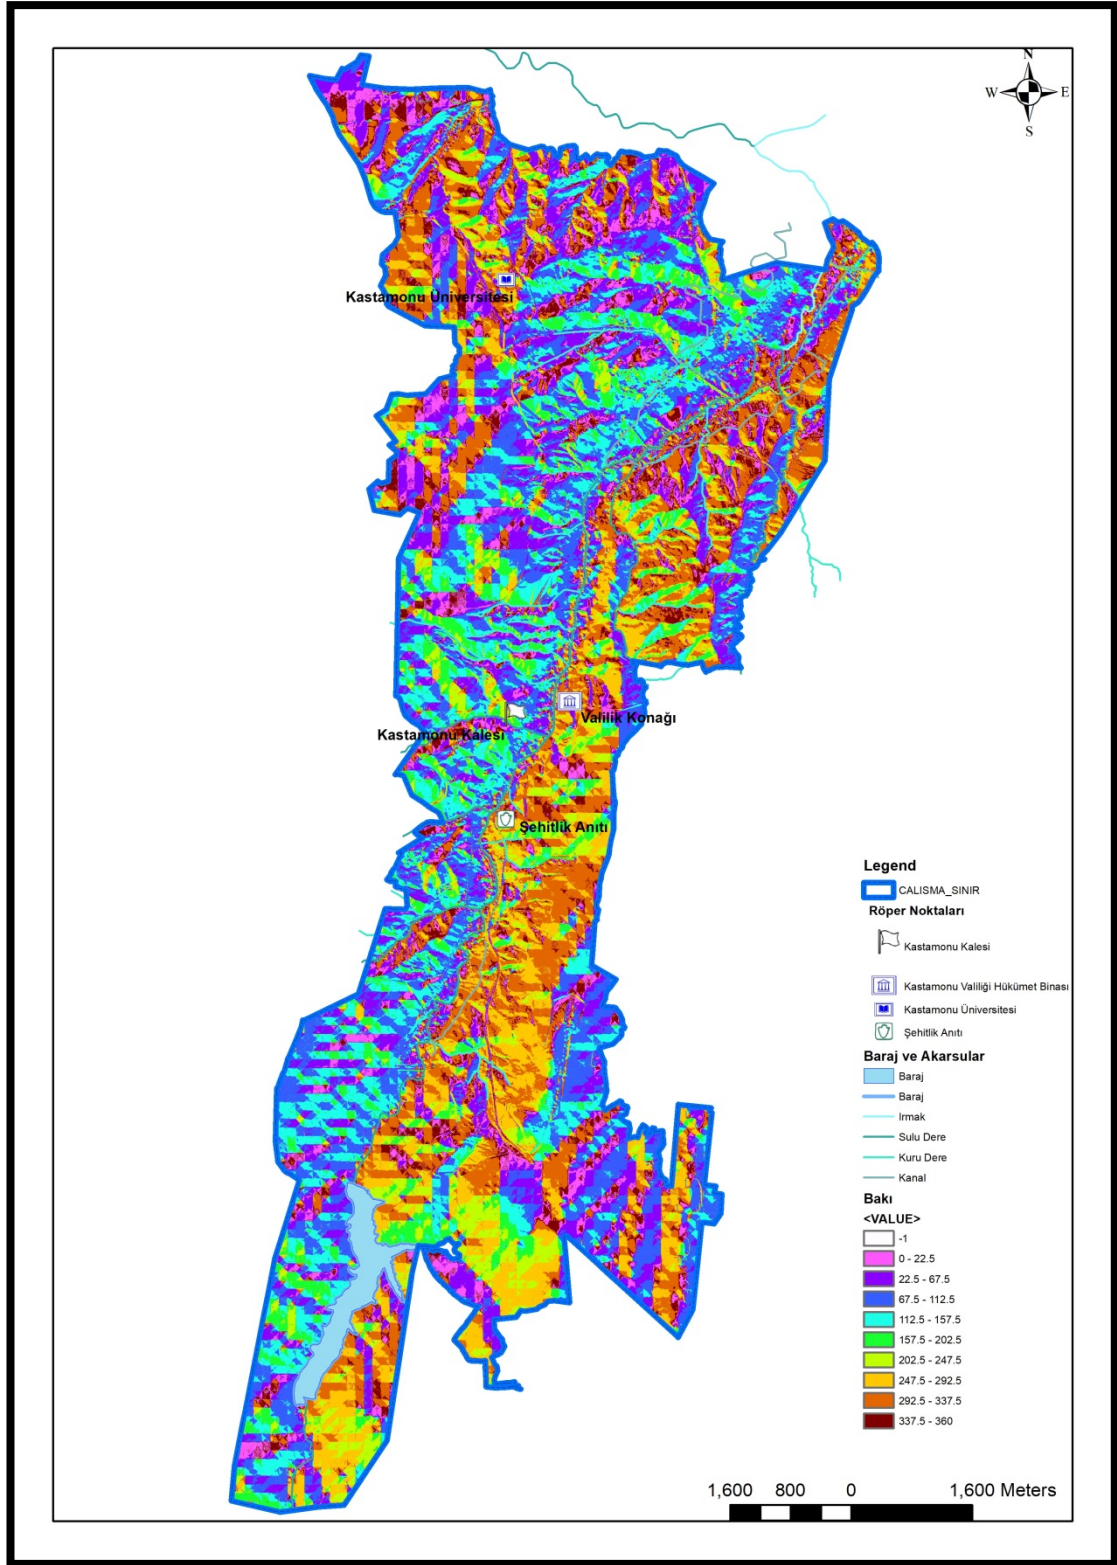 N
W E
S
Kastamonu Üniversitesi
Valilik Konağı
Kastamonu Kalesi
Şehitlik Anıtı
Legend
CALISMA_SINIR
Röper Noktaları
Kastamonu Kalesi
Kastamonu Valiliği Hükümet Binası
Kastamonu Üniversitesi
Şehitlik Anıtı
Baraj ve Akarsular
Baraj
Baraj
Irmak
Sulu Dere
Kuru Dere
Kanal
Bakı
<VALUE>
-1
0 - 22.5
22.5 - 67.5
67.5 - 112.5
112.5 - 157.5
157.5 - 202.5
202.5 - 247.5
247.5 - 292.5
292.5 - 337.5
337.5 - 360
1,600 800 0 1,600 Meters